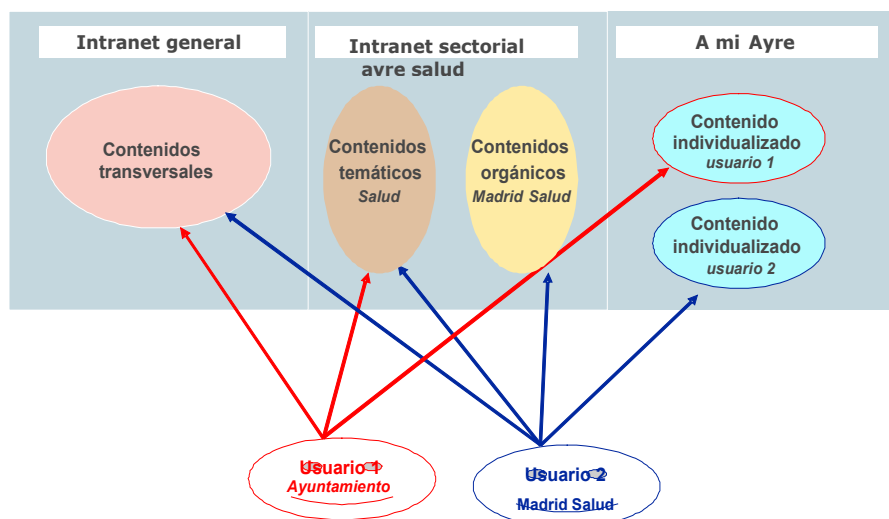 Intranet general
Intranet sectorial
avre salud
A mi Ayre
Contenidos
transversales
Contenidos
temáticos
Salud
Contenidos
orgánicos
Madrid Salud
Contenido
individualizado
usuario 1
Contenido
individualizado
usuario 2
Usuario 1
Ayuntamiento
Usuario 2
Madrid Salud